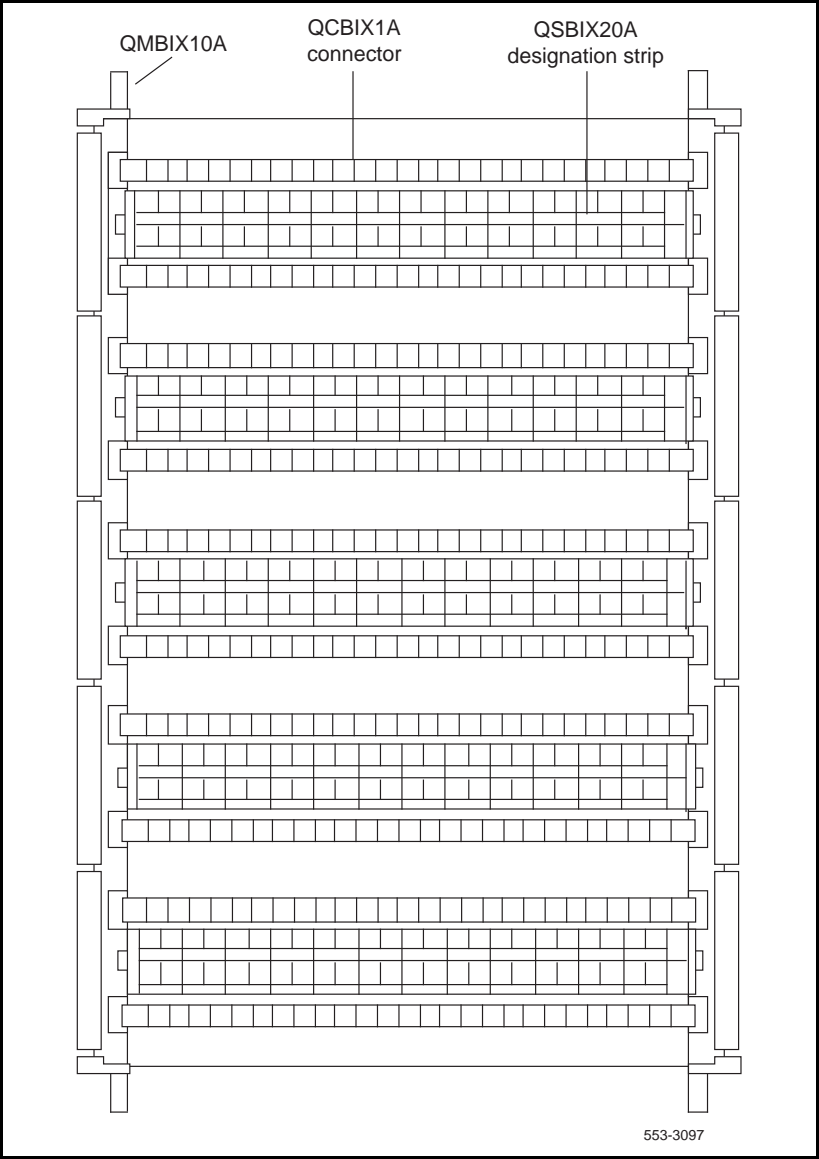 QMBIX10A
QCBIX1A
connector
QSBIX20A
designation strip
553-3097